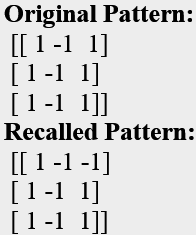 Original Pattern:
[[ 1 -1  1]
[ 1 -1  1]
[ 1 -1  1]]
Recalled Pattern:
[[ 1 -1 -1]
[ 1 -1  1]
[ 1 -1  1]]